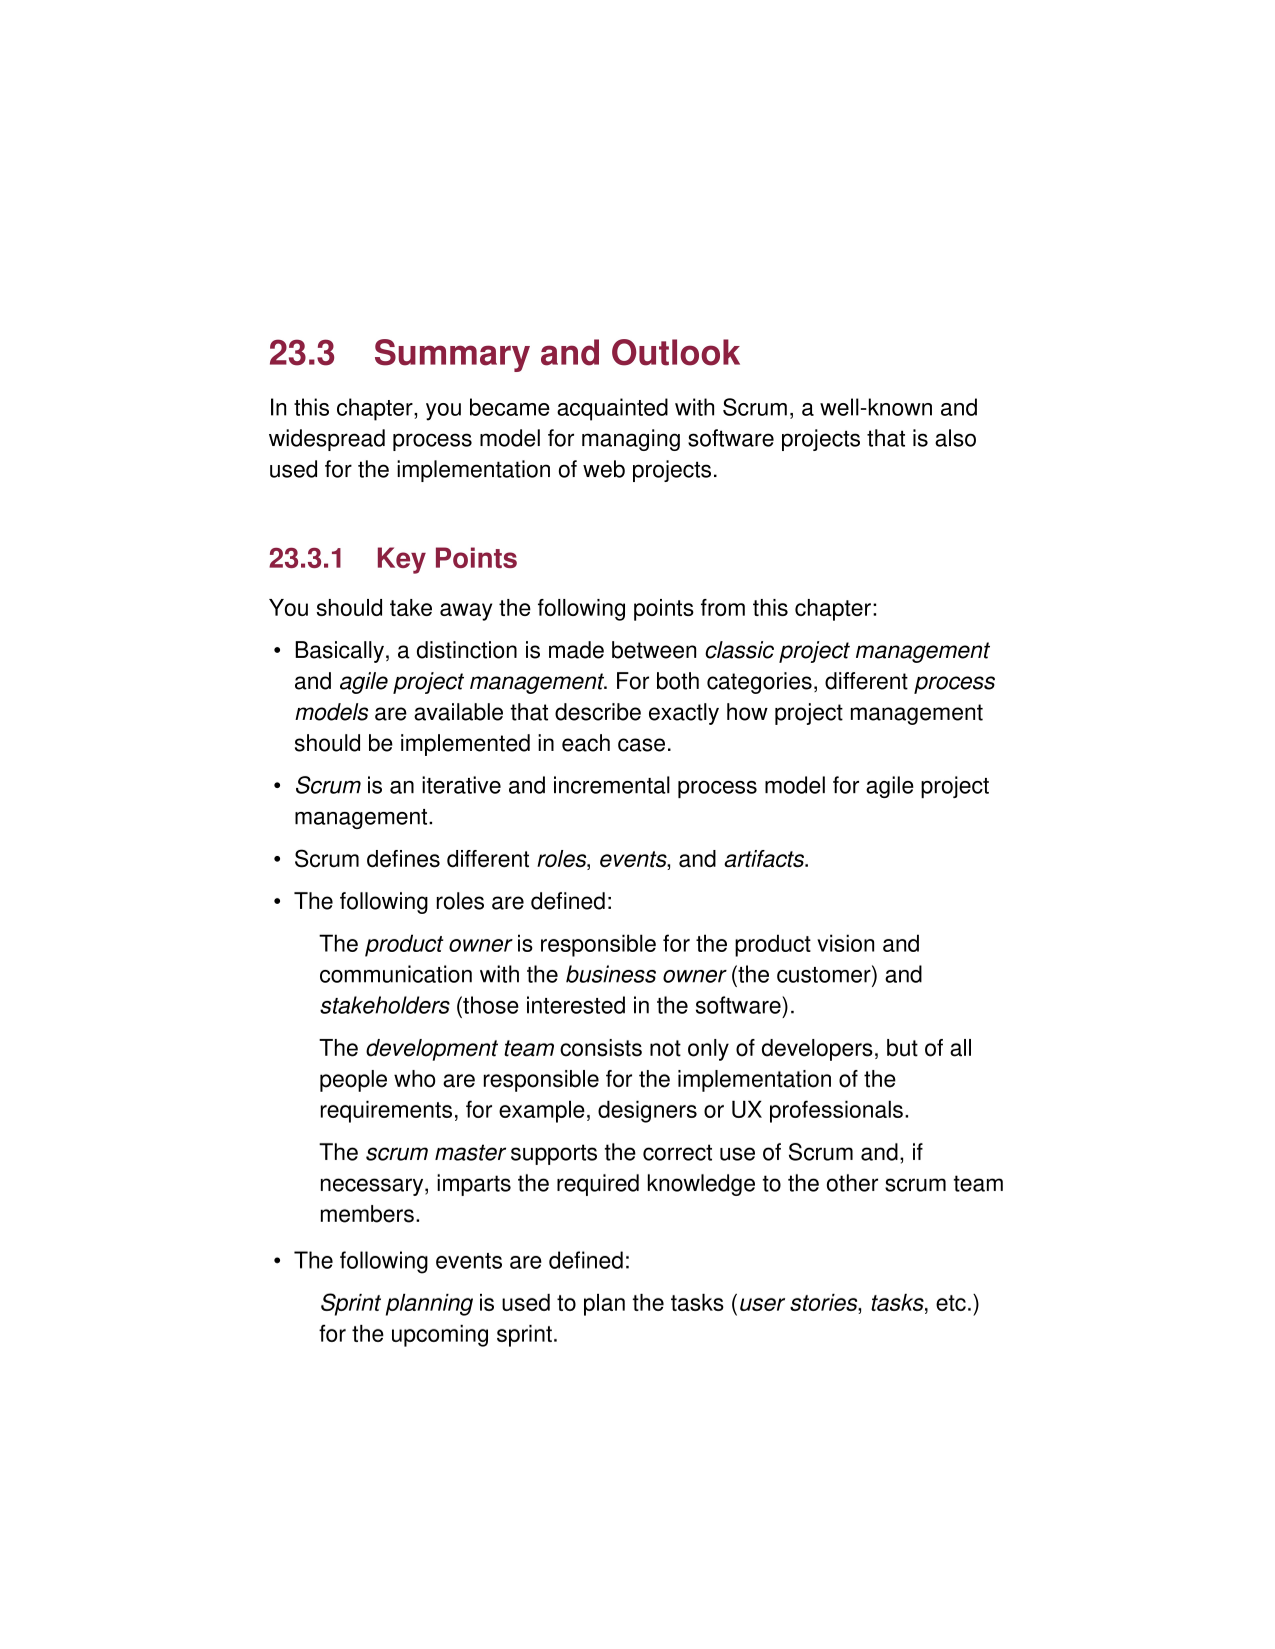 23.3 Summary and Outlook
In this chapter, you became acquainted with Scrum, a well-known and
widespread process model for managing software projects that is also
used for the implementation of web projects.
23.3.1 Key Points
You should take away the following points from this chapter:
• Basically, a distinction is made between classic project management
and agile project management. For both categories, different process
models are available that describe exactly how project management
should be implemented in each case.
• Scrum is an iterative and incremental process model for agile project
management.
• Scrum defines different roles, events, and artifacts.
• The following roles are defined:
The product owner is responsible for the product vision and
communication with the business owner (the customer) and
stakeholders (those interested in the software).
The development team consists not only of developers, but of all
people who are responsible for the implementation of the
requirements, for example, designers or UX professionals.
The scrum master supports the correct use of Scrum and, if
necessary, imparts the required knowledge to the other scrum team
members.
• The following events are defined:
Sprint planning is used to plan the tasks (user stories, tasks, etc.)
for the upcoming sprint.